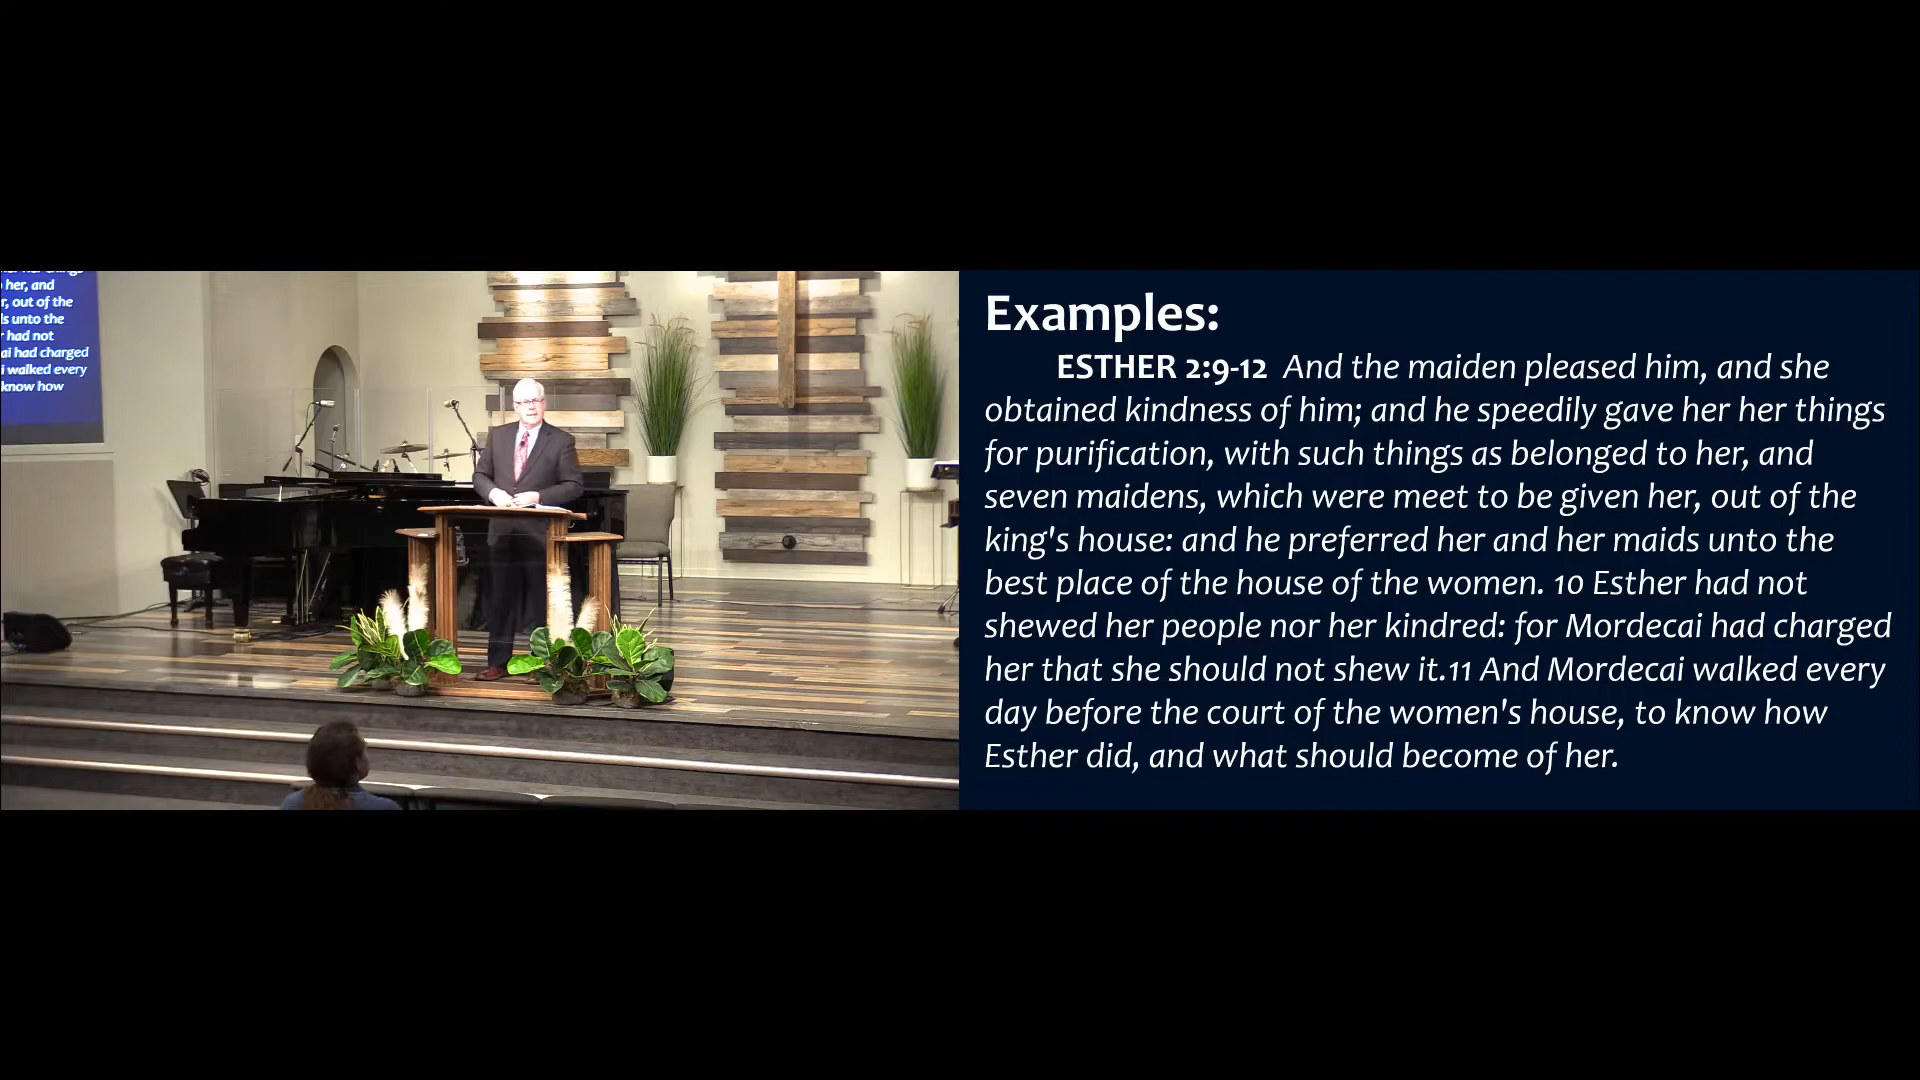 her her things
her, and
r, out of the
s unto the
r had not
ai had charged
i walked every
know how
Examples:
ESTHER 2:9-12 And the maiden pleased him, and she
obtained kindness of him; and he speedily gave her her things
for purification, with such things as belonged to her, and
seven maidens, which were meet to be given her, out of the
king's house: and he preferred her and her maids unto the
best place of the house of the women. 10 Esther had not
shewed her people nor her kindred: for Mordecai had charged
her that she should not shew it.11 And Mordecai walked every
day before the court of the women's house, to know how
Esther did, and what should become of her.